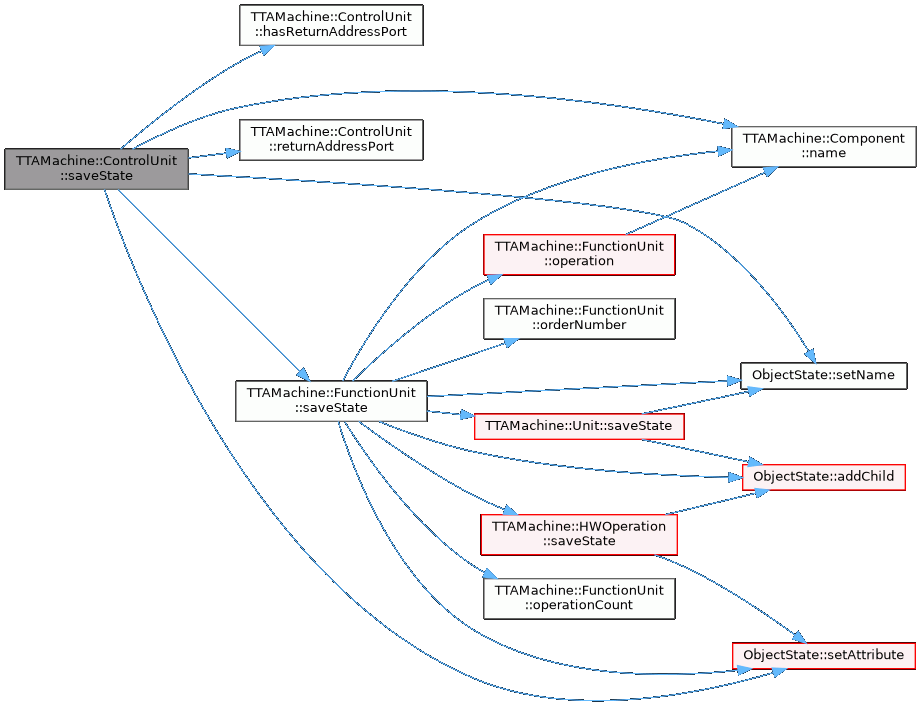 TTAMachine::ControlUnit
::hasReturnAddressPort
TTAMachine::ControlUnit
::returnAddressPort
TTAMachine::Component
::name
TTAMachine::ControlUnit
::saveState
TTAMachine::FunctionUnit
::operation
TTAMachine::FunctionUnit
::orderNumber
ObjectState::setName
TTAMachine::FunctionUnit
::saveState
TTAMachine::Unit::saveState
ObjectState::addChild
TTAMachine::HWOperation
::saveState
TTAMachine::FunctionUnit
::operationCount
ObjectState::setAttribute